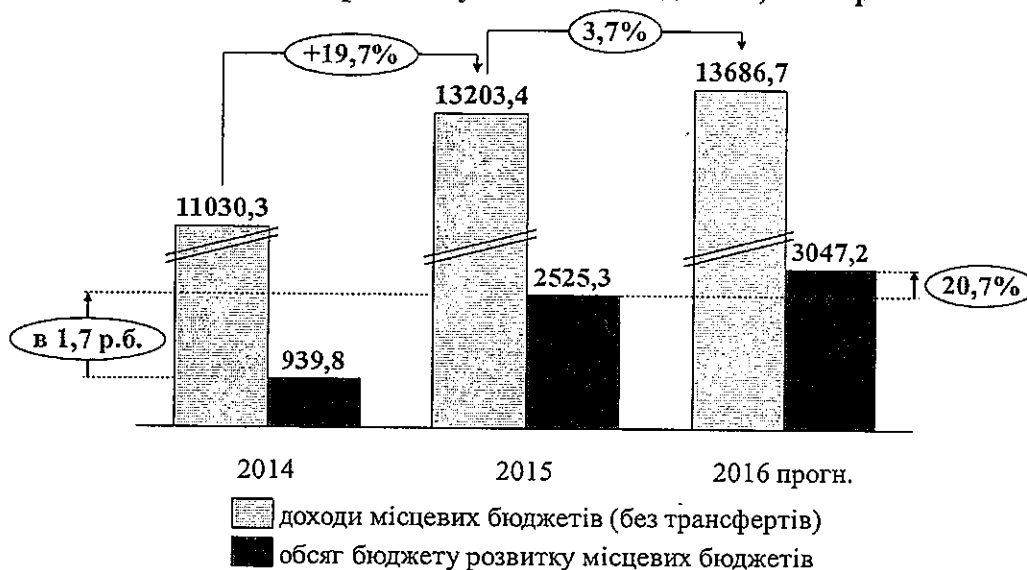 +19,7%
3,7%
13203,4
13686,7
11030,3
2525,3
3047,2
20,7%
в 1,7 р.б.
939,8
2014
2015
2016 прогн.
доходи місцевих бюджетів (без трансфертів)
обсяг бюджету розвитку місцевих бюджетів